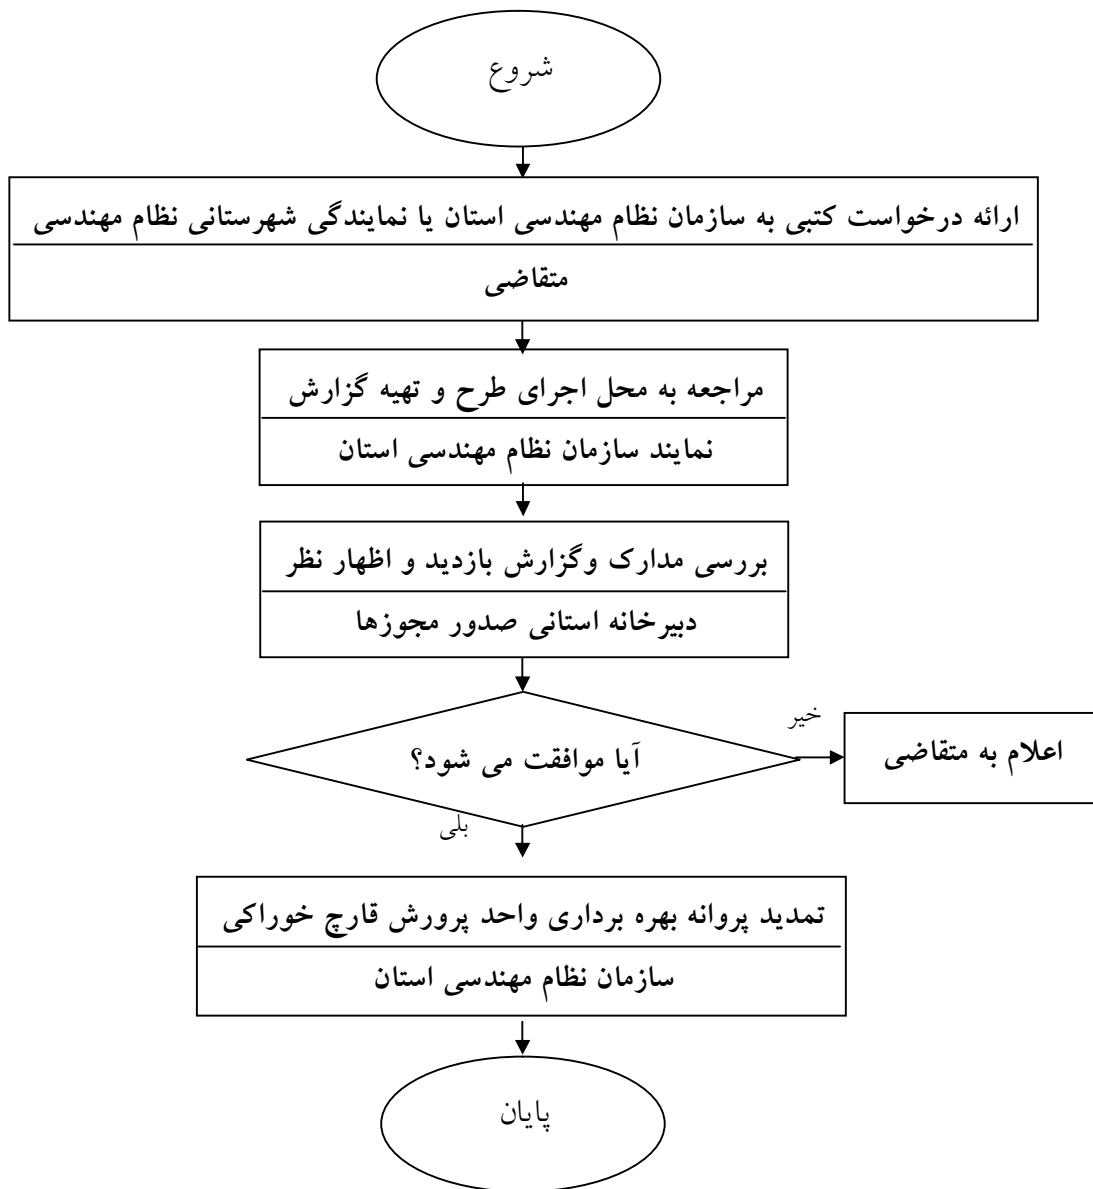 شروع
ارائه درخواست کتبی به سازمان نظام مهندسی استان یا نمایندگی شهرستانی نظام مهندسی
متقاضی
مراجعه به محل اجرای طرح و تهیه گزارش
نمایند سازمان نظام مهندسی استان
بررسی مدارک وگزارش بازدید و اظهار نظر
دبیرخانه استانی صدور مجوزها
خیر
آیا موافقت می شود؟
اعلام به متقاضی
بلی
تمدید پروانه بهره برداری واحد پرورش قارچ خوراکی
سازمان نظام مهندسی استان
پایان